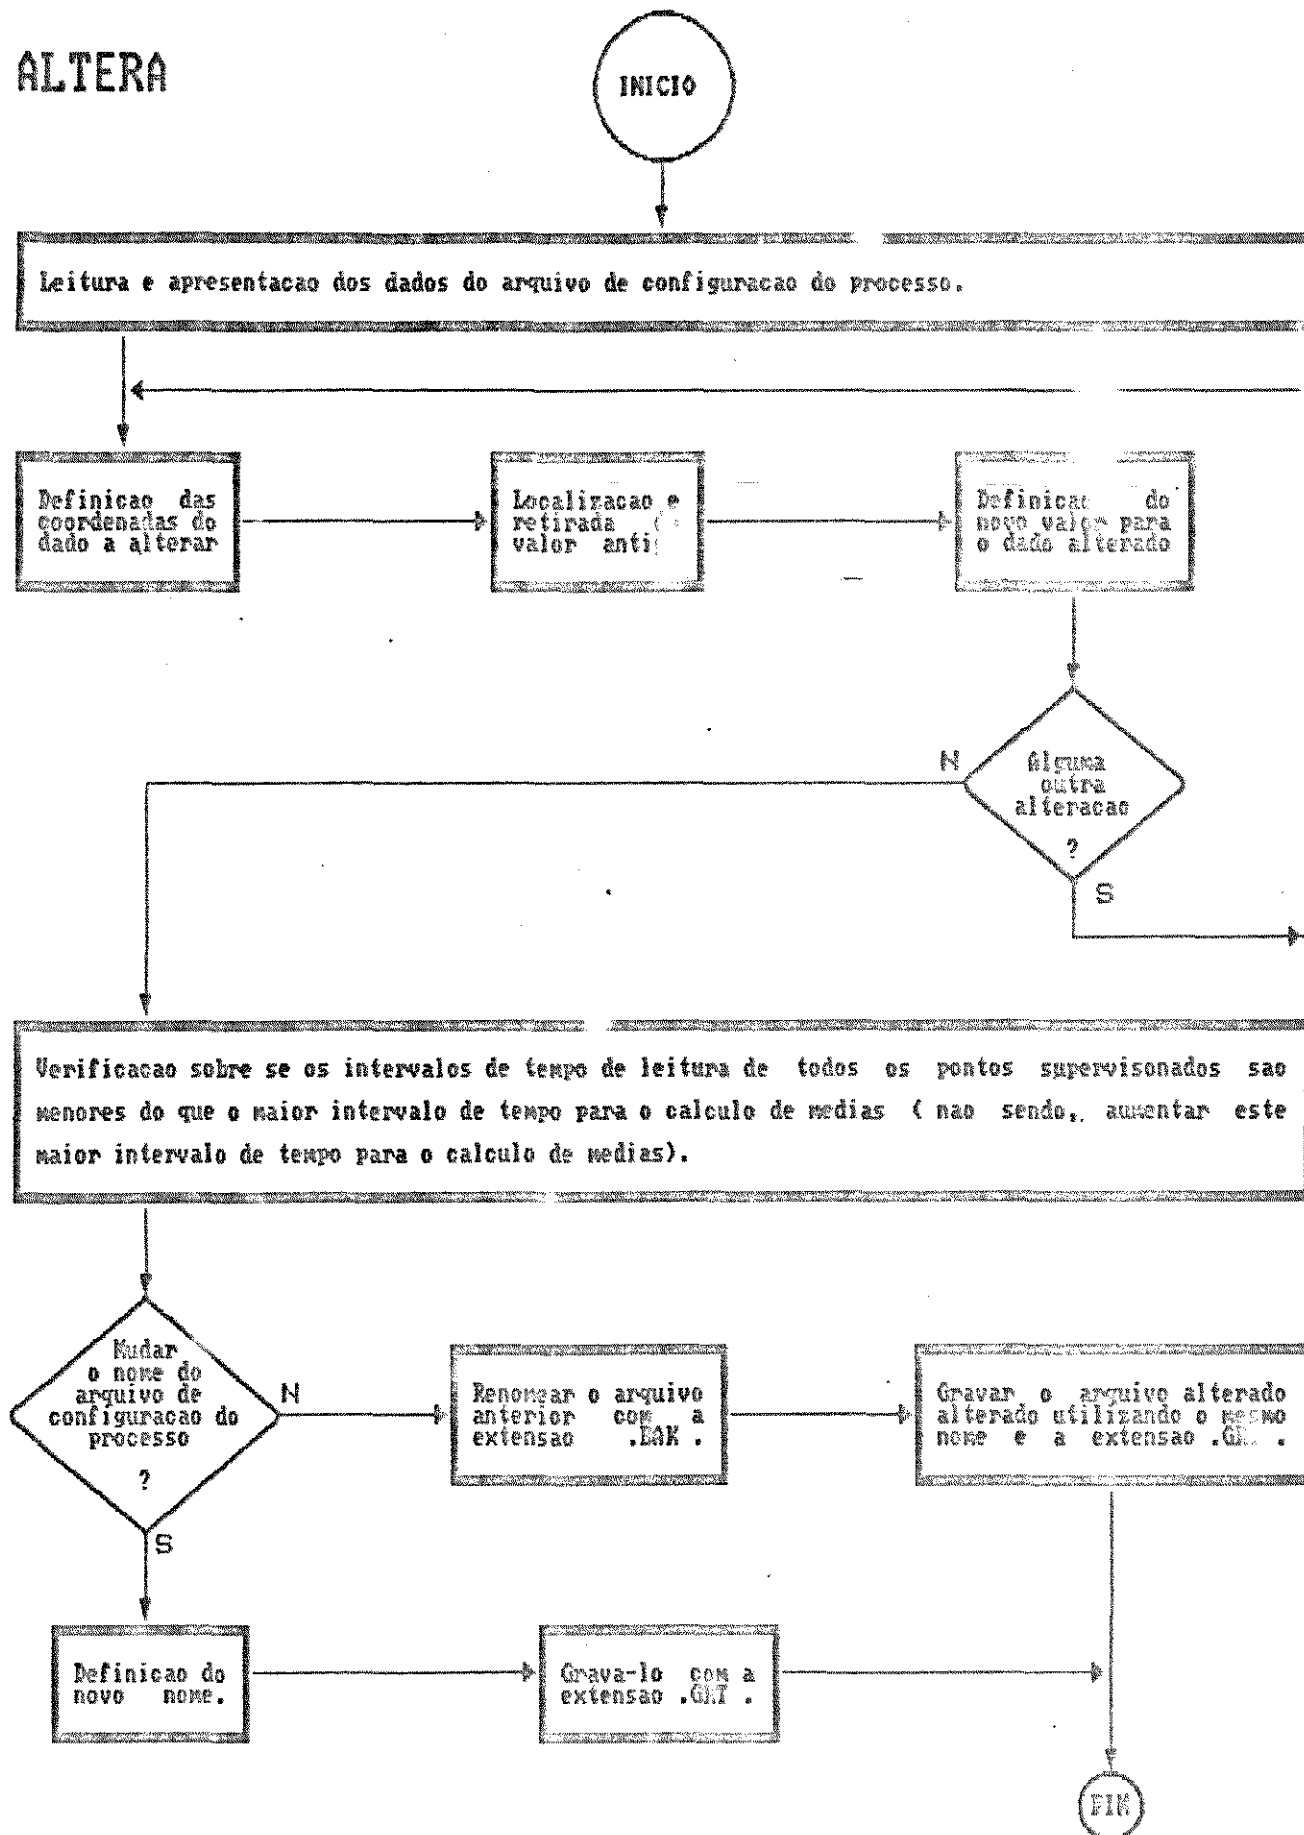 ALTERA
INICIO
Leitura e apresentacao dos dados do arquivo de configuracao do processo.
Definicao das
coordenadas do
dado a alterar
Localizacao e
retirada
valor
Definicao do
novo valor para
o dado alterado
Alguma
outra
alteracao
?
N
S
Verificacao sobre se os intervalos de tempo de leitura de todos os pontos supervisonados sao
menores do que o maior intervalo de tempo para o calculo de medias ( nao sendo, aumentar este
maior intervalo de tempo para o calculo de medias).
Mudar
o nome do
arquivo de
configuracao do
processo
?
N
S
Renomear o arquivo
anterior com a
extensao .BAK .
Gravar o arquivo alterado
alterado utilizando o mesmo
nome e a extensao
Definicao do
novo nome.
Grava-lo com a
extensao
FIM